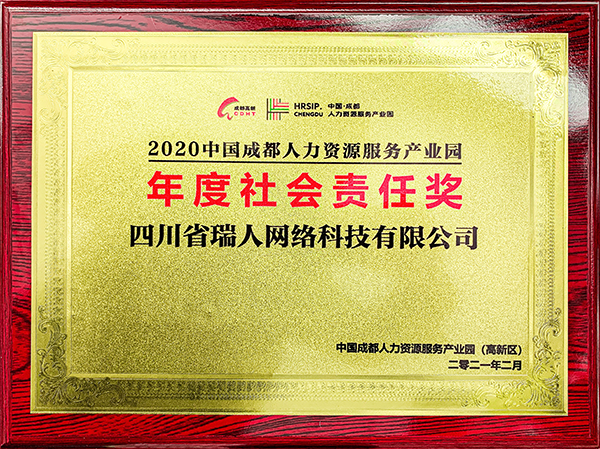 成都高新
CDHT
HRSIP. 中国·成都
CHENGDU 人力资源服务产业园
2020中国成都人力资源服务产业园
年度社会责任奖
四川省瑞人网络科技有限公司
中国成都人力资源服务产业园（高新区）
二零二一年二月